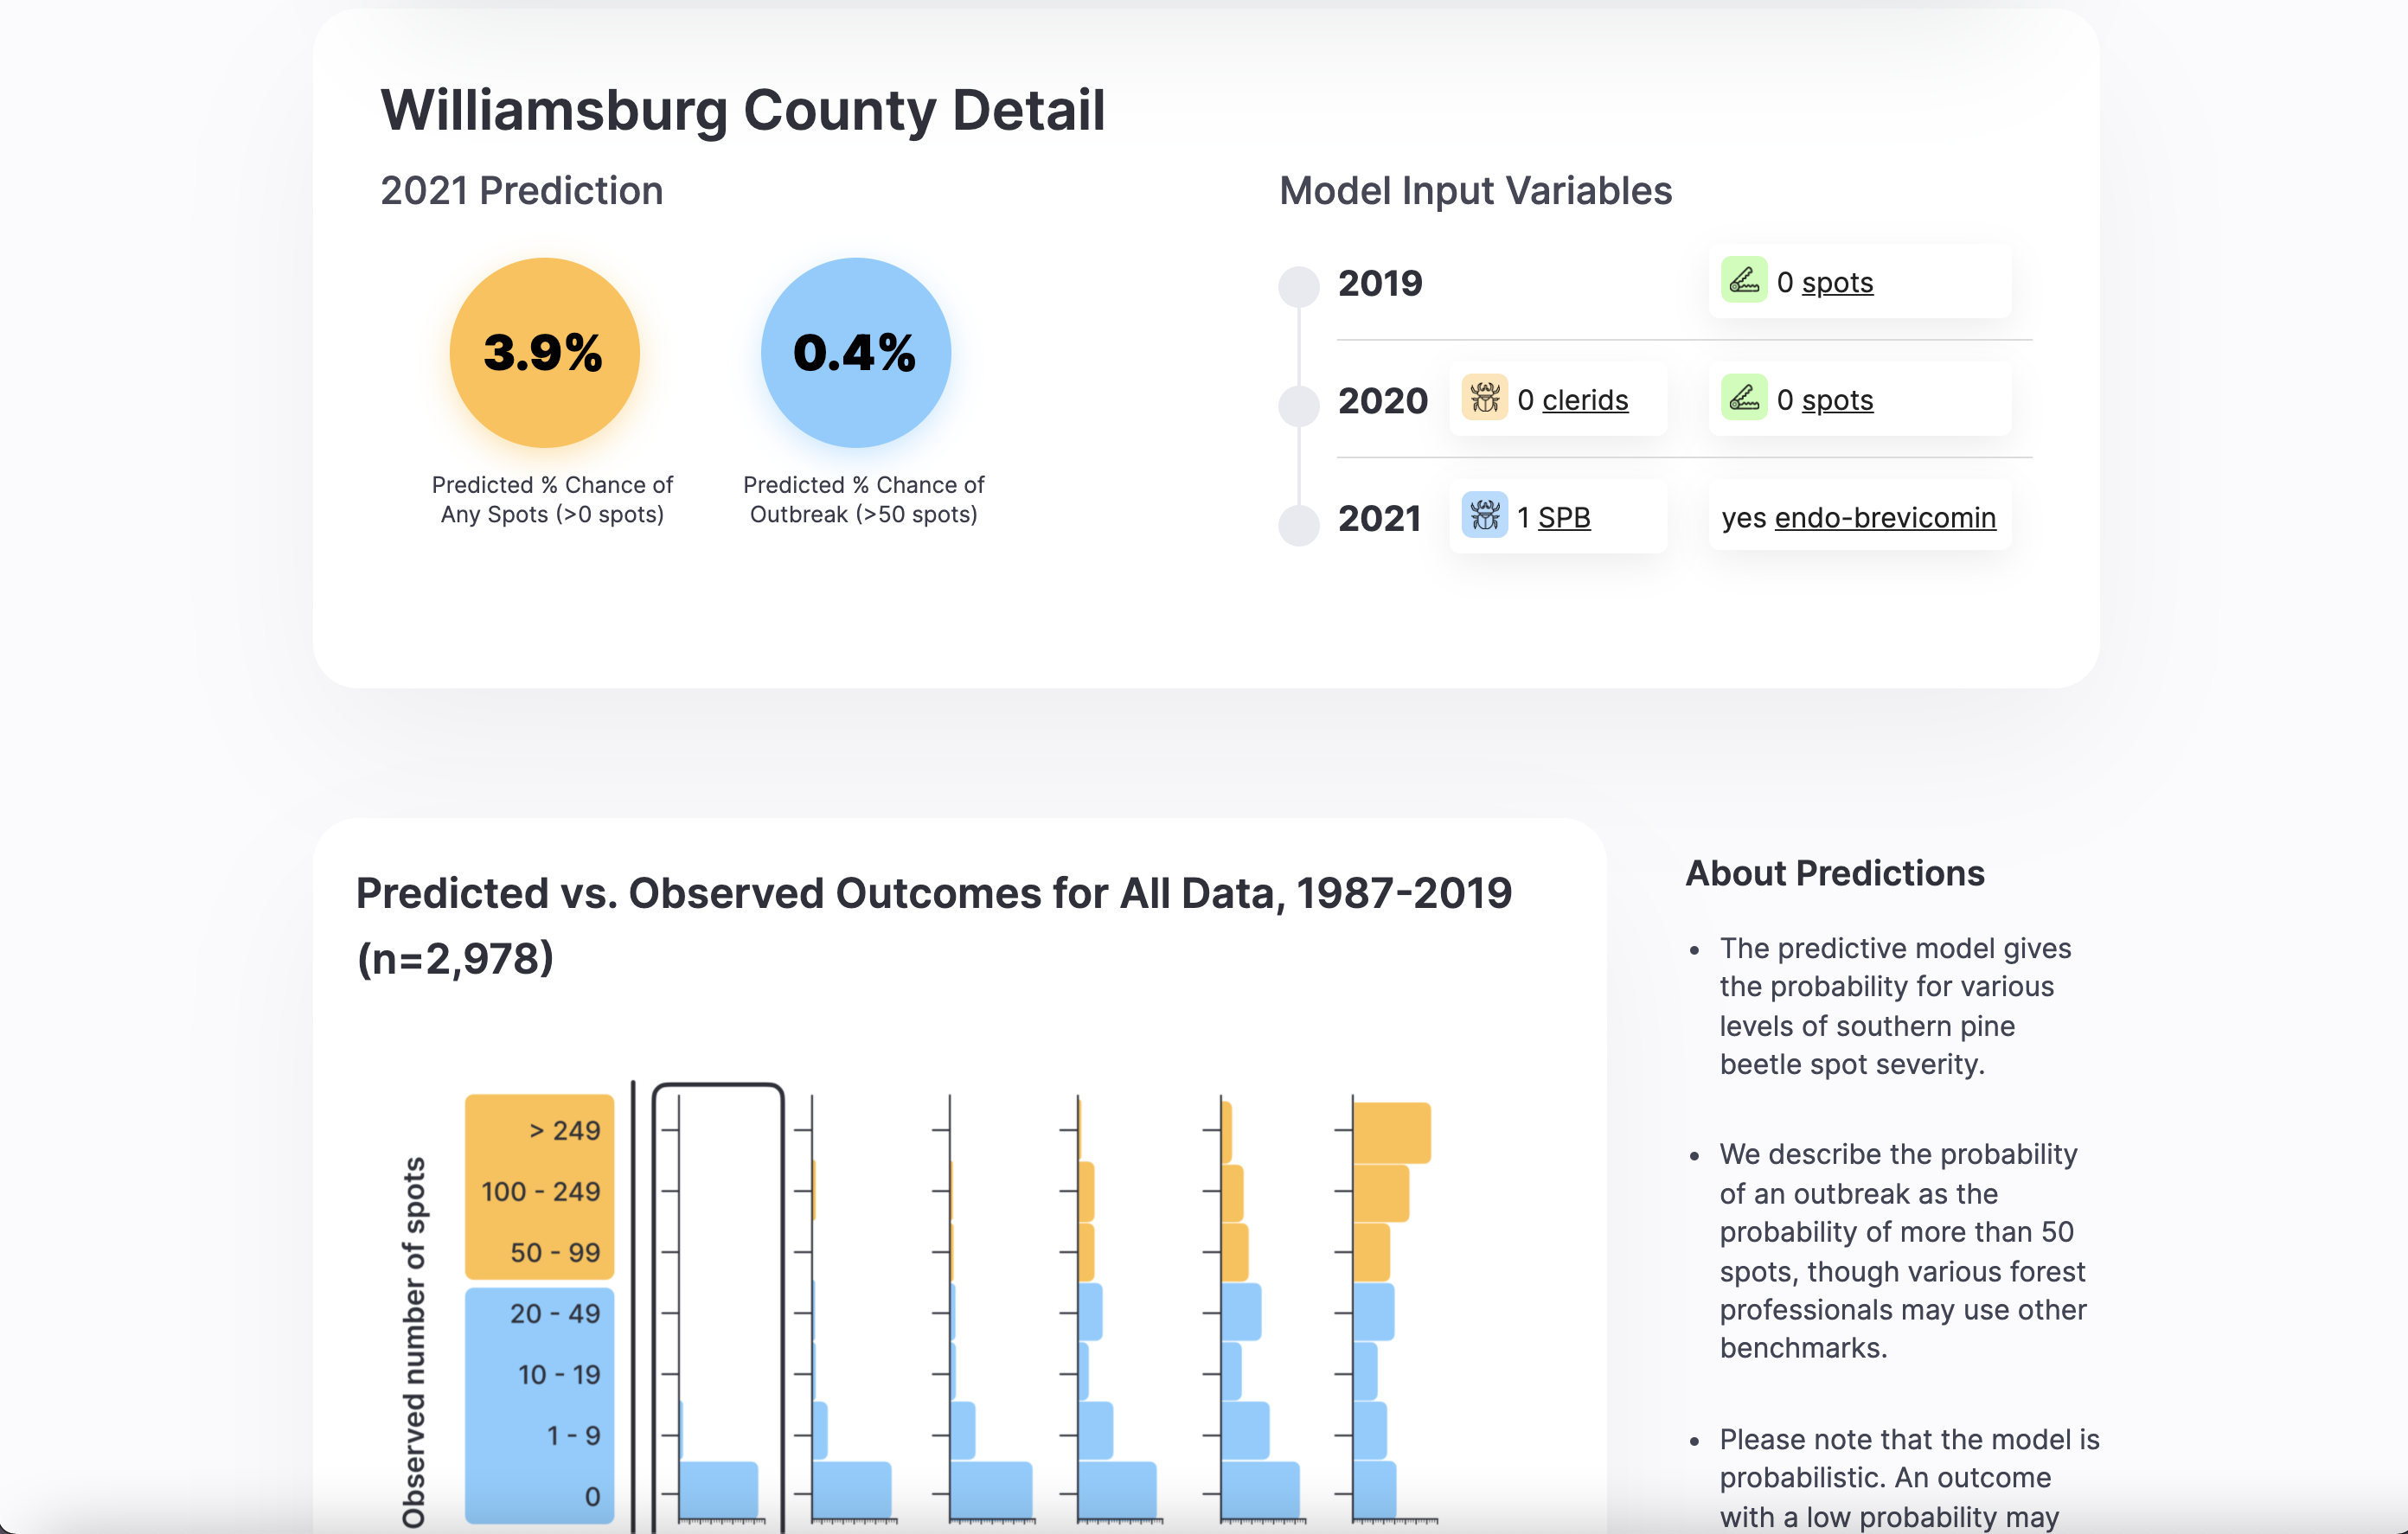 Williamsburg County Detail
2021 Prediction
3.9%
0.4%
Predicted % Chance of
Any Spots (>0 spots)
Predicted % Chance of
Outbreak (>50 spots)
Model Input Variables
2019
0 spots
2020
0 clerids
0 spots
2021
1 SPB
yes endo-brevicomin
Predicted vs. Observed Outcomes for All Data, 1987-2019
(n=2,978)
Observed number of spots
> 249
100 - 249
50 - 99
20 - 49
10 - 19
1 - 9
0
About Predictions
• The predictive model gives
the probability for various
levels of southern pine
beetle spot severity.
• We describe the probability
of an outbreak as the
probability of more than 50
spots, though various forest
professionals may use other
benchmarks.
• Please note that the model is
probabilistic. An outcome
with a low probability may